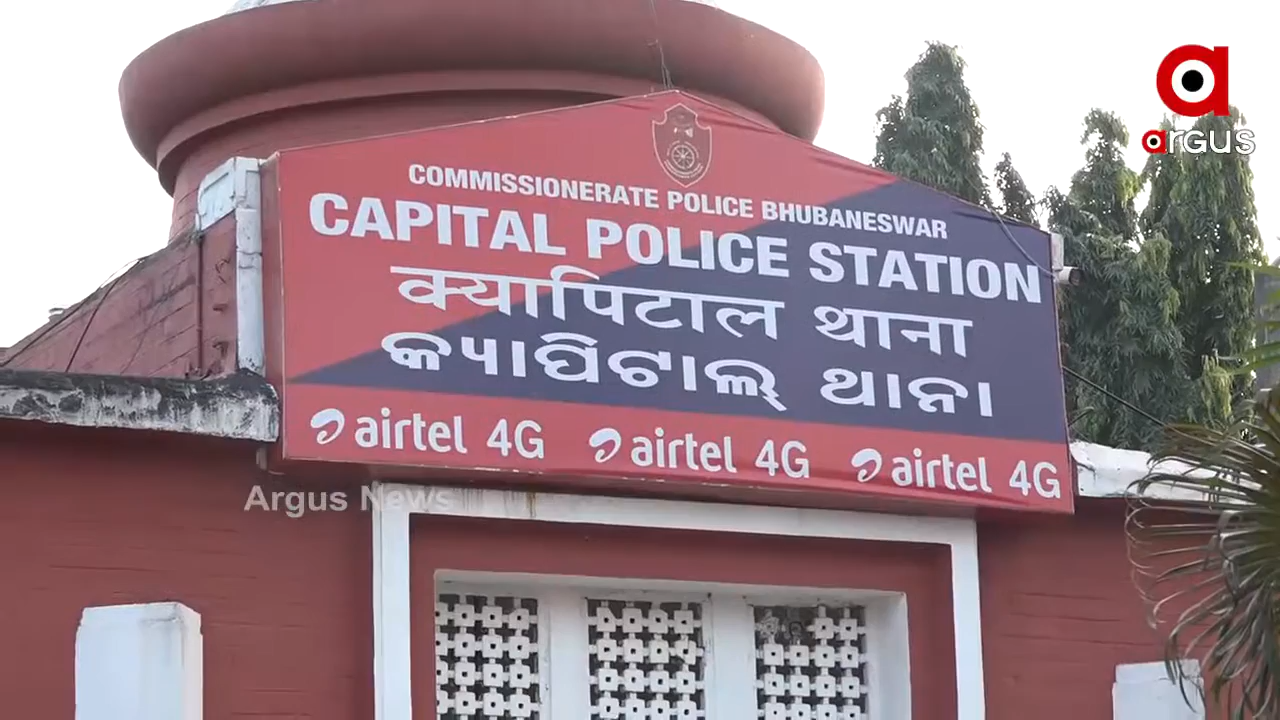 COMMISSIONERATE POLICE BHUBANESWAR
CAPITAL POLICE STATION
क्यापिटाल थाना
କ୍ୟାପିଟାଲ୍ ଥାନା
airtel 4G airtel 4G airtel 4G
Argus News
a
argus